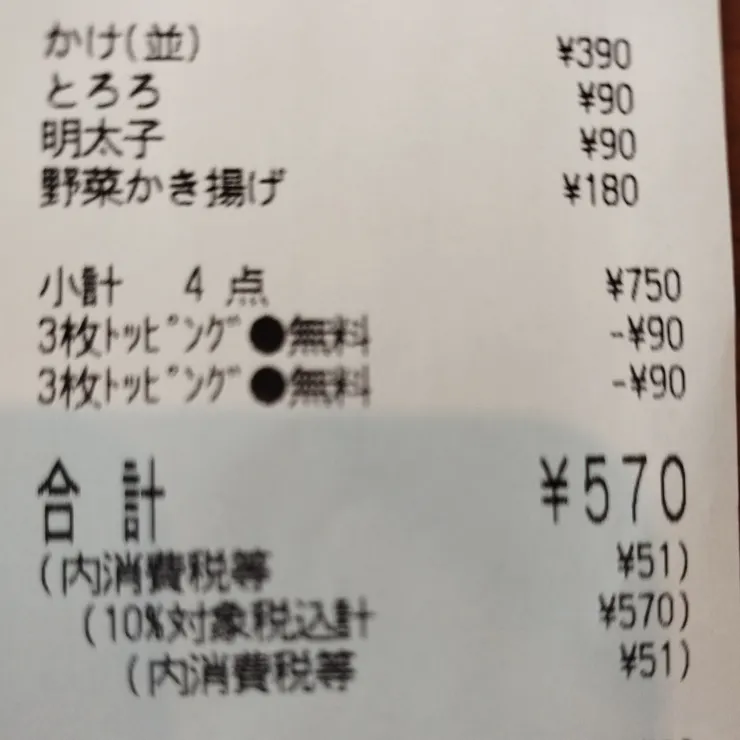 かけ(並) ¥390
とろろ ¥90
明太子 ¥90
野菜かき揚げ ¥180
小計 4 点 ¥750
3枚ﾄｯﾋﾟﾝｸﾞ●無料 -¥90
3枚ﾄｯﾋﾟﾝｸﾞ●無料 -¥90
合計 ¥570
(内消費税等 ¥51)
(10%対象税込計 ¥570)
(内消費税等 ¥51)